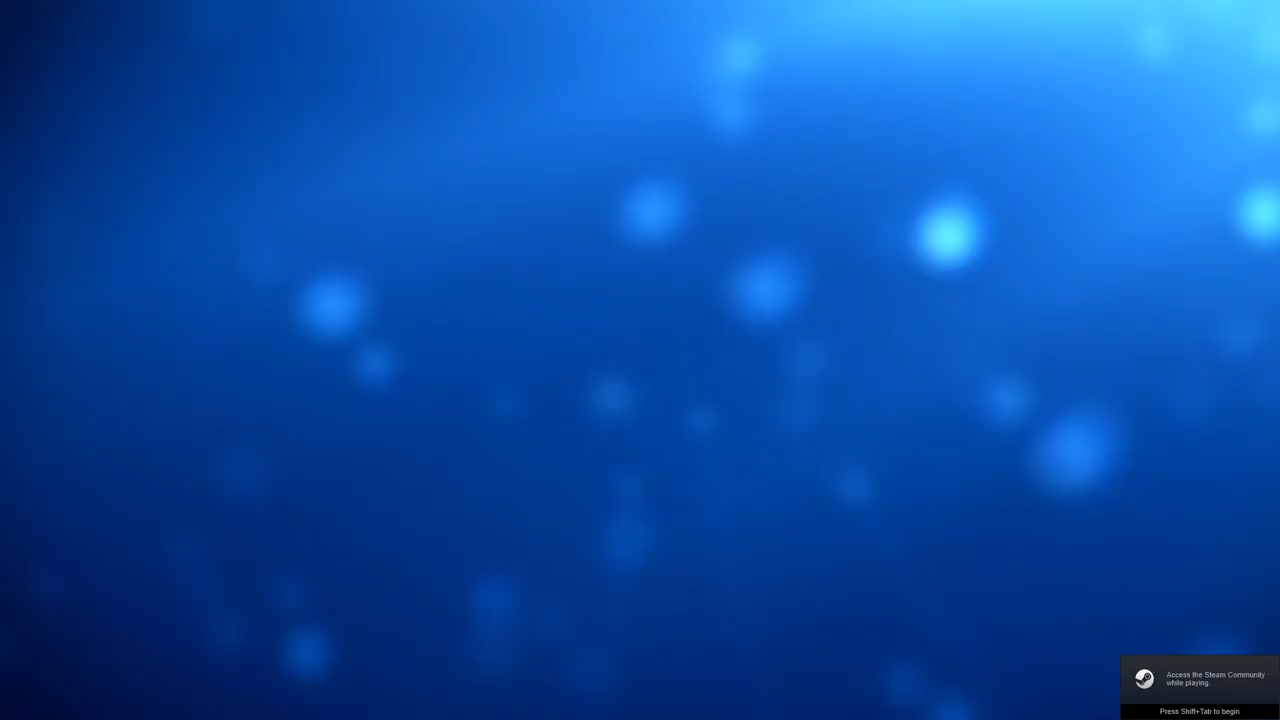 Access the Steam Community
while playing.
Press Shift+Tab to begin